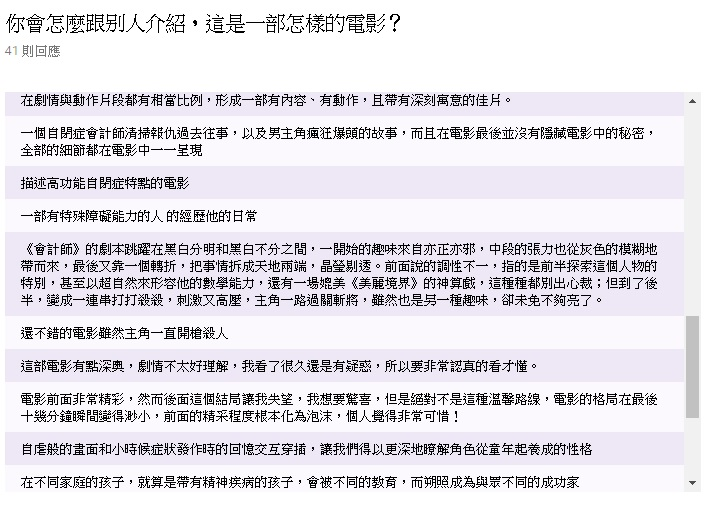 你會怎麼跟別人介紹，這是一部怎樣的電影？
41 則回應
在劇情與動作片段都有相當比例，形成一部有內容、有動作，且帶有深刻寓意的佳片。
一個自閉症會計師清掃報仇過去往事，以及男主角瘋狂爆頭的故事，而且在電影最後並沒有隱藏電影中的秘密，
全部的細節都在電影中一一呈現
描述高功能自閉症特點的電影
一部有特殊障礙能力的人 的經歷他的日常
《會計師》的劇本跳躍在黑白分明和黑白不分之間，一開始的趣味來自亦正亦邪，中段的張力也從灰色的模糊地
帶而來，最後又靠一個轉折，把事情拆成天地兩端，晶瑩剔透。前面說的調性不一，指的是前半探索這個人物的
特別，甚至以超自然來形容他的數學能力，還有一場媲美《美麗境界》的神算戲，這種種都別出心裁；但到了後
半，變成一連串打打殺殺，刺激又高壓，主角一路過關斬將，雖然也是另一種趣味，卻未免不夠亮了。
還不錯的電影雖然主角一直開槍殺人
這部電影有點深奧，劇情不太好理解，我看了很久還是有疑惑，所以要非常認真的看才懂。
電影前面非常精彩，然而後面這個結局讓我失望，我想要驚喜，但是絕對不是這種溫馨路線，電影的格局在最後
十幾分鐘瞬間變得渺小，前面的精采程度根本化為泡沫，個人覺得非常可惜！
自虐般的畫面和小時候症狀發作時的回憶交互穿插，讓我們得以更深地瞭解角色從童年起養成的性格
在不同家庭的孩子，就算是帶有精神疾病的孩子，會被不同的教育，而朔照成為與眾不同的成功家